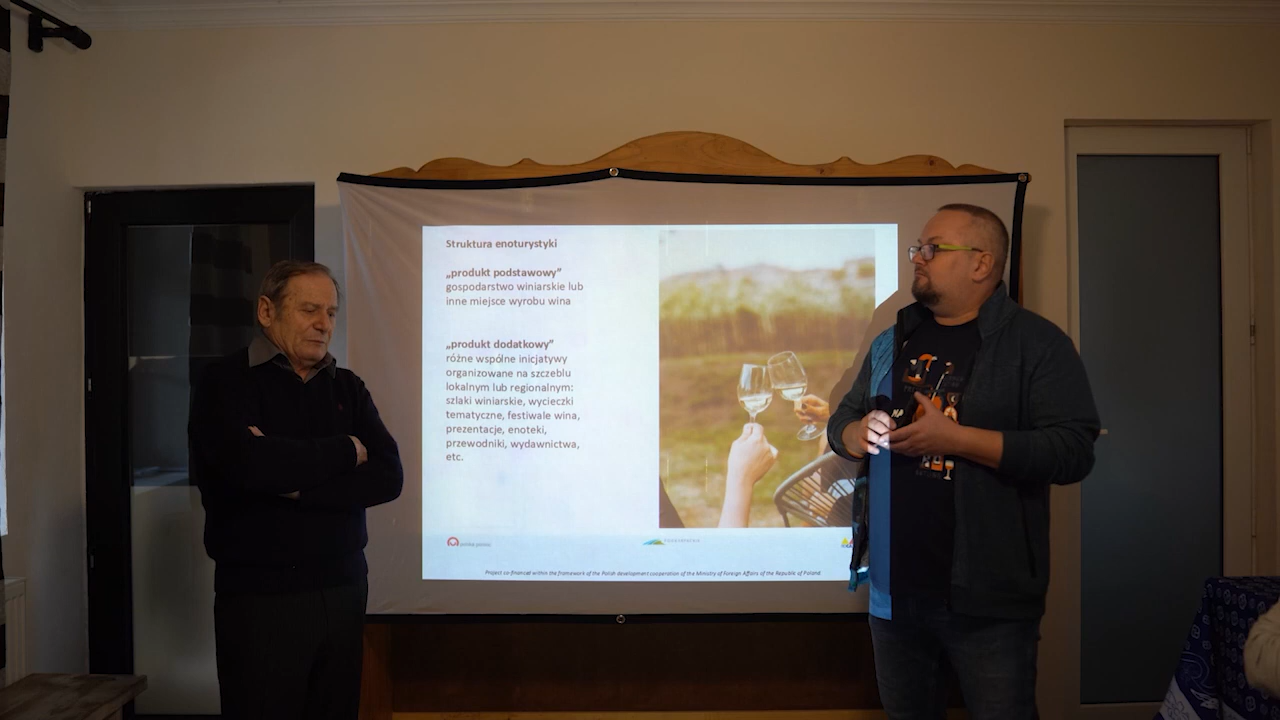 Struktura enoturystyki
„produkt podstawowy”
gospodarstwo winiarskie lub
inne miejsce wyrobu wina
„produkt dodatkowy”
różne wspólne inicjatywy
organizowane na szczeblu
lokalnym lub regionalnym:
szlaki winiarskie, wycieczki
tematyczne, festiwale wina,
prezentacje, enoteki,
przewodniki, wydawnictwa,
etc.
Project co-financed within the framework of the Polish development cooperation of the Ministry of Foreign Affairs of the Republic of Poland